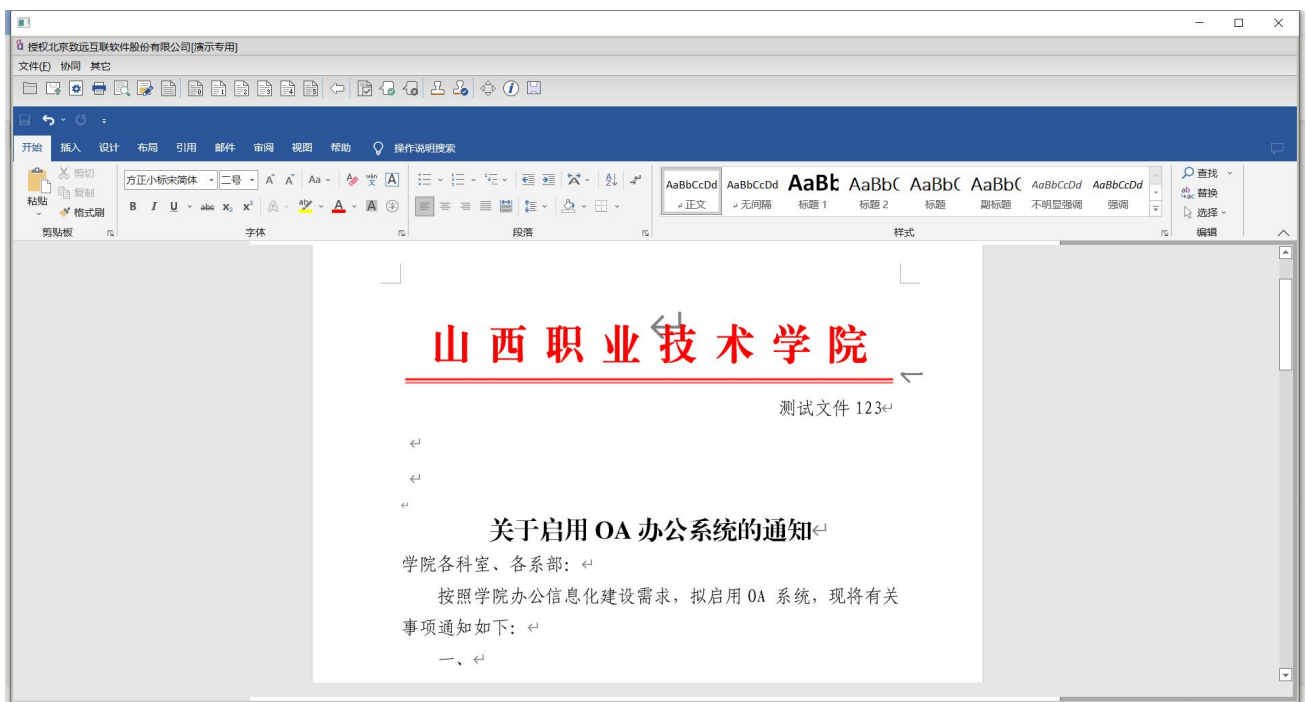 授权北京致远互联软件股份有限公司[演示专用]
文件(F) 协同 其它
开始 插入 设计 布局 引用 邮件 审阅 视图 帮助 操作说明搜索
粘贴 剪切 复制 格式刷
方正小标宋简体 二号
AaBbCcDd AaBbCcDd AaBb AaBbC AaBbC AaBbC AaBbCcDd AaBbCcDd
正文 无间隔 标题 1 标题 2 标题 副标题 不明显强调 强调
查找 替换 选择
剪贴板 字体 段落 样式 编辑
山西职业技术学院
测试文件 123
关于启用 OA 办公系统的通知
学院各科室、各系部：
按照学院办公信息化建设需求，拟启用 OA 系统，现将有关
事项通知如下：
一、